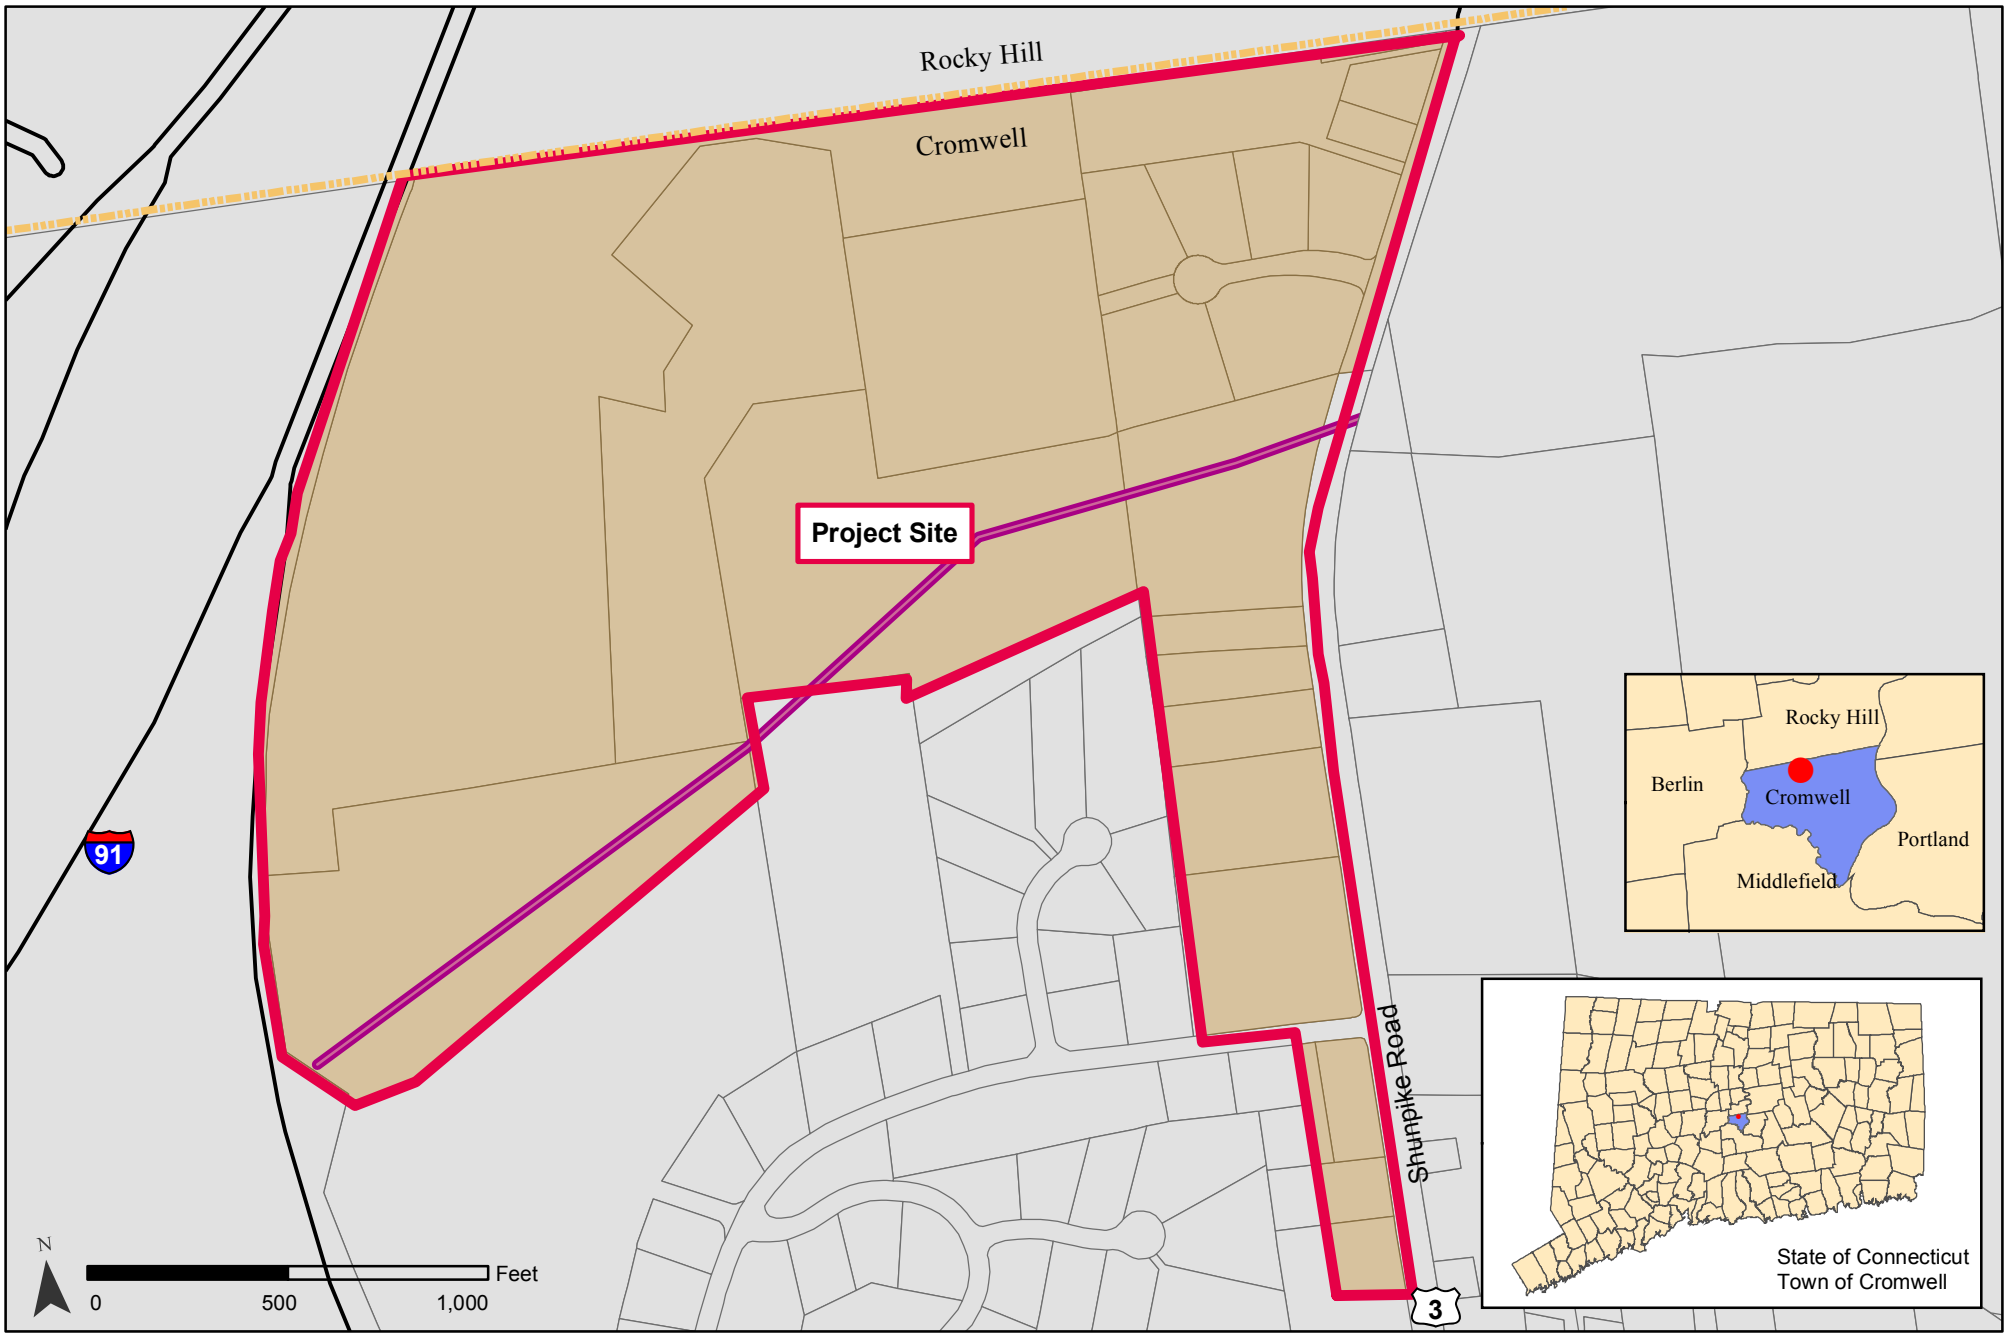 Rocky Hill
Cromwell
Project Site
91
Shunpike Road
3
N
Feet
0 500 1,000
Rocky Hill
Berlin
Cromwell
Portland
Middlefield
State of Connecticut
Town of Cromwell